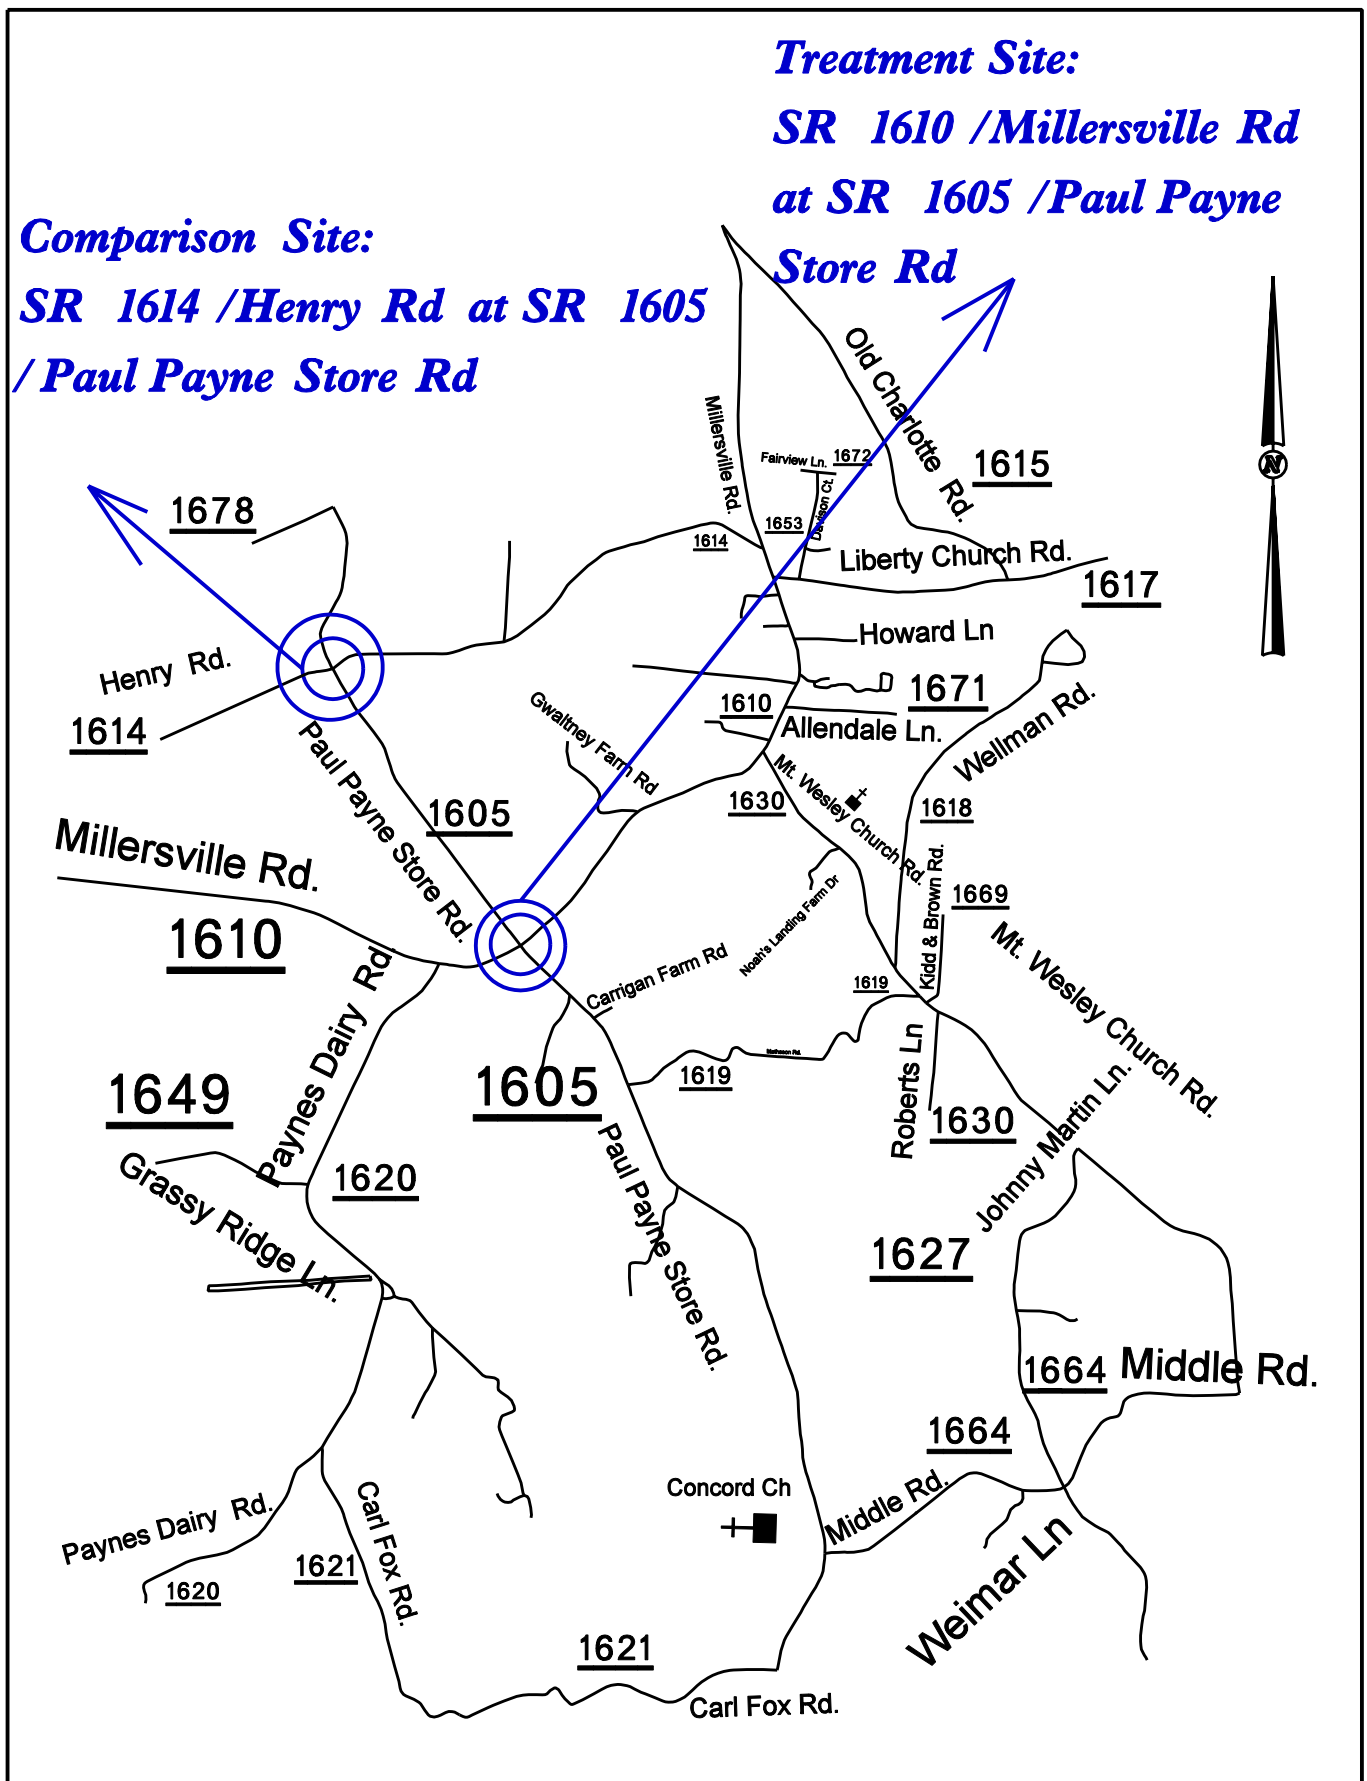 Treatment Site:
SR 1610 /Millersville Rd
at SR 1605 /Paul Payne
Store Rd
Comparison Site:
SR 1614 /Henry Rd at SR 1605
/Paul Payne Store Rd
Old Charlotte Rd.
Millersville Rd.
Fairview Ln.
1672
1615
Davison Ct.
1678
1653
1614
Liberty Church Rd.
1617
N
Howard Ln
Henry Rd.
1671
1610
Gwaltney Farm Rd
Allendale Ln.
Wellman Rd.
1614
Paul Payne Store Rd.
1605
Mt. Wesley Church Rd.
1630
1618
Millersville Rd.
Kidd & Brown Rd.
1669
Noah's Landing Farm Dr
1610
Mt. Wesley Church Rd.
Paynes Dairy Rd
Carrigan Farm Rd
1619
Roberts Ln
Matheson Rd.
1619
1605
1649
Johnny Martin Ln.
1630
Paul Payne Store Rd.
Grassy Ridge Ln.
1620
1627
1664
Middle Rd.
1664
Concord Ch
Middle Rd.
Carl Fox Rd.
Paynes Dairy Rd.
1621
1620
Weimar Ln
1621
Carl Fox Rd.